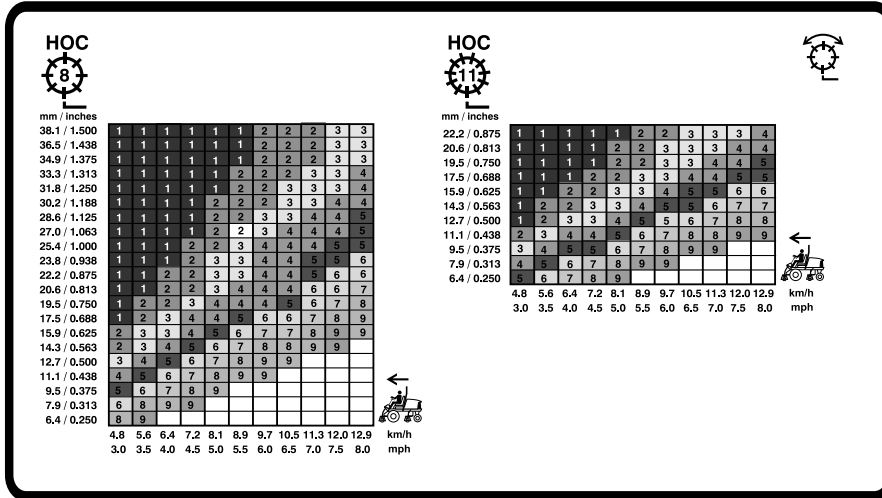 HOC
8
mm / inches
38.1 / 1.500 1 1 1 1 1 1 2 2 2 3 3
36.5 / 1.438 1 1 1 1 1 1 2 2 2 3 3
34.9 / 1.375 1 1 1 1 1 1 2 2 3 3 3
33.3 / 1.313 1 1 1 1 1 2 2 2 3 3 4
31.8 / 1.250 1 1 1 1 1 2 2 3 3 3 4
30.2 / 1.188 1 1 1 1 2 2 2 3 3 4 4
28.6 / 1.125 1 1 1 1 2 2 3 3 4 4 5
27.0 / 1.063 1 1 1 1 2 2 3 4 4 4 5
25.4 / 1.000 1 1 1 2 2 3 4 4 4 5 5
23.8 / 0.938 1 1 1 2 3 3 4 4 5 5 6
22.2 / 0.875 1 1 2 2 3 3 4 4 5 6 6
20.6 / 0.813 1 1 2 2 3 4 4 4 6 6 7
19.5 / 0.750 1 2 2 3 4 4 4 5 6 7 8
17.5 / 0.688 1 2 3 4 4 5 6 6 7 7 8
15.9 / 0.625 2 3 3 4 5 6 7 7 8 9 9
14.3 / 0.563 2 3 4 5 6 7 8 8 9 9
12.7 / 0.500 3 4 5 6 7 8 9 9
11.1 / 0.438 4 5 6 7 8 9 9
9.5 / 0.375 5 6 7 8 9
7.9 / 0.313 6 8 9 9
6.4 / 0.250 8 9
4.8 5.6 6.4 7.2 8.1 8.9 9.7 10.5 11.3 12.0 12.9 km/h
3.0 3.5 4.0 4.5 5.0 5.5 6.0 6.5 7.0 7.5 8.0 mph
HOC
11
mm / inches
22.2 / 0.875 1 1 1 1 1 2 2 3 3 3 4
20.6 / 0.813 1 1 1 1 2 2 3 3 3 4 4
19.5 / 0.750 1 1 1 1 2 2 3 3 4 4 5
17.5 / 0.688 1 1 1 2 2 3 3 4 4 5 5
15.9 / 0.625 1 1 2 2 3 3 4 5 5 6 6
14.3 / 0.563 1 2 2 3 3 4 5 5 6 7 7
12.7 / 0.500 1 2 3 3 4 5 5 6 7 8 8
11.1 / 0.438 2 3 4 4 5 6 7 8 8 9 9
9.5 / 0.375 3 4 5 5 6 7 8 9 9
7.9 / 0.313 4 5 6 7 8 9 9
6.4 / 0.250 5 6 7 8 9
4.8 5.6 6.4 7.2 8.1 8.9 9.7 10.5 11.3 12.0 12.9 km/h
3.0 3.5 4.0 4.5 5.0 5.5 6.0 6.5 7.0 7.5 8.0 mph